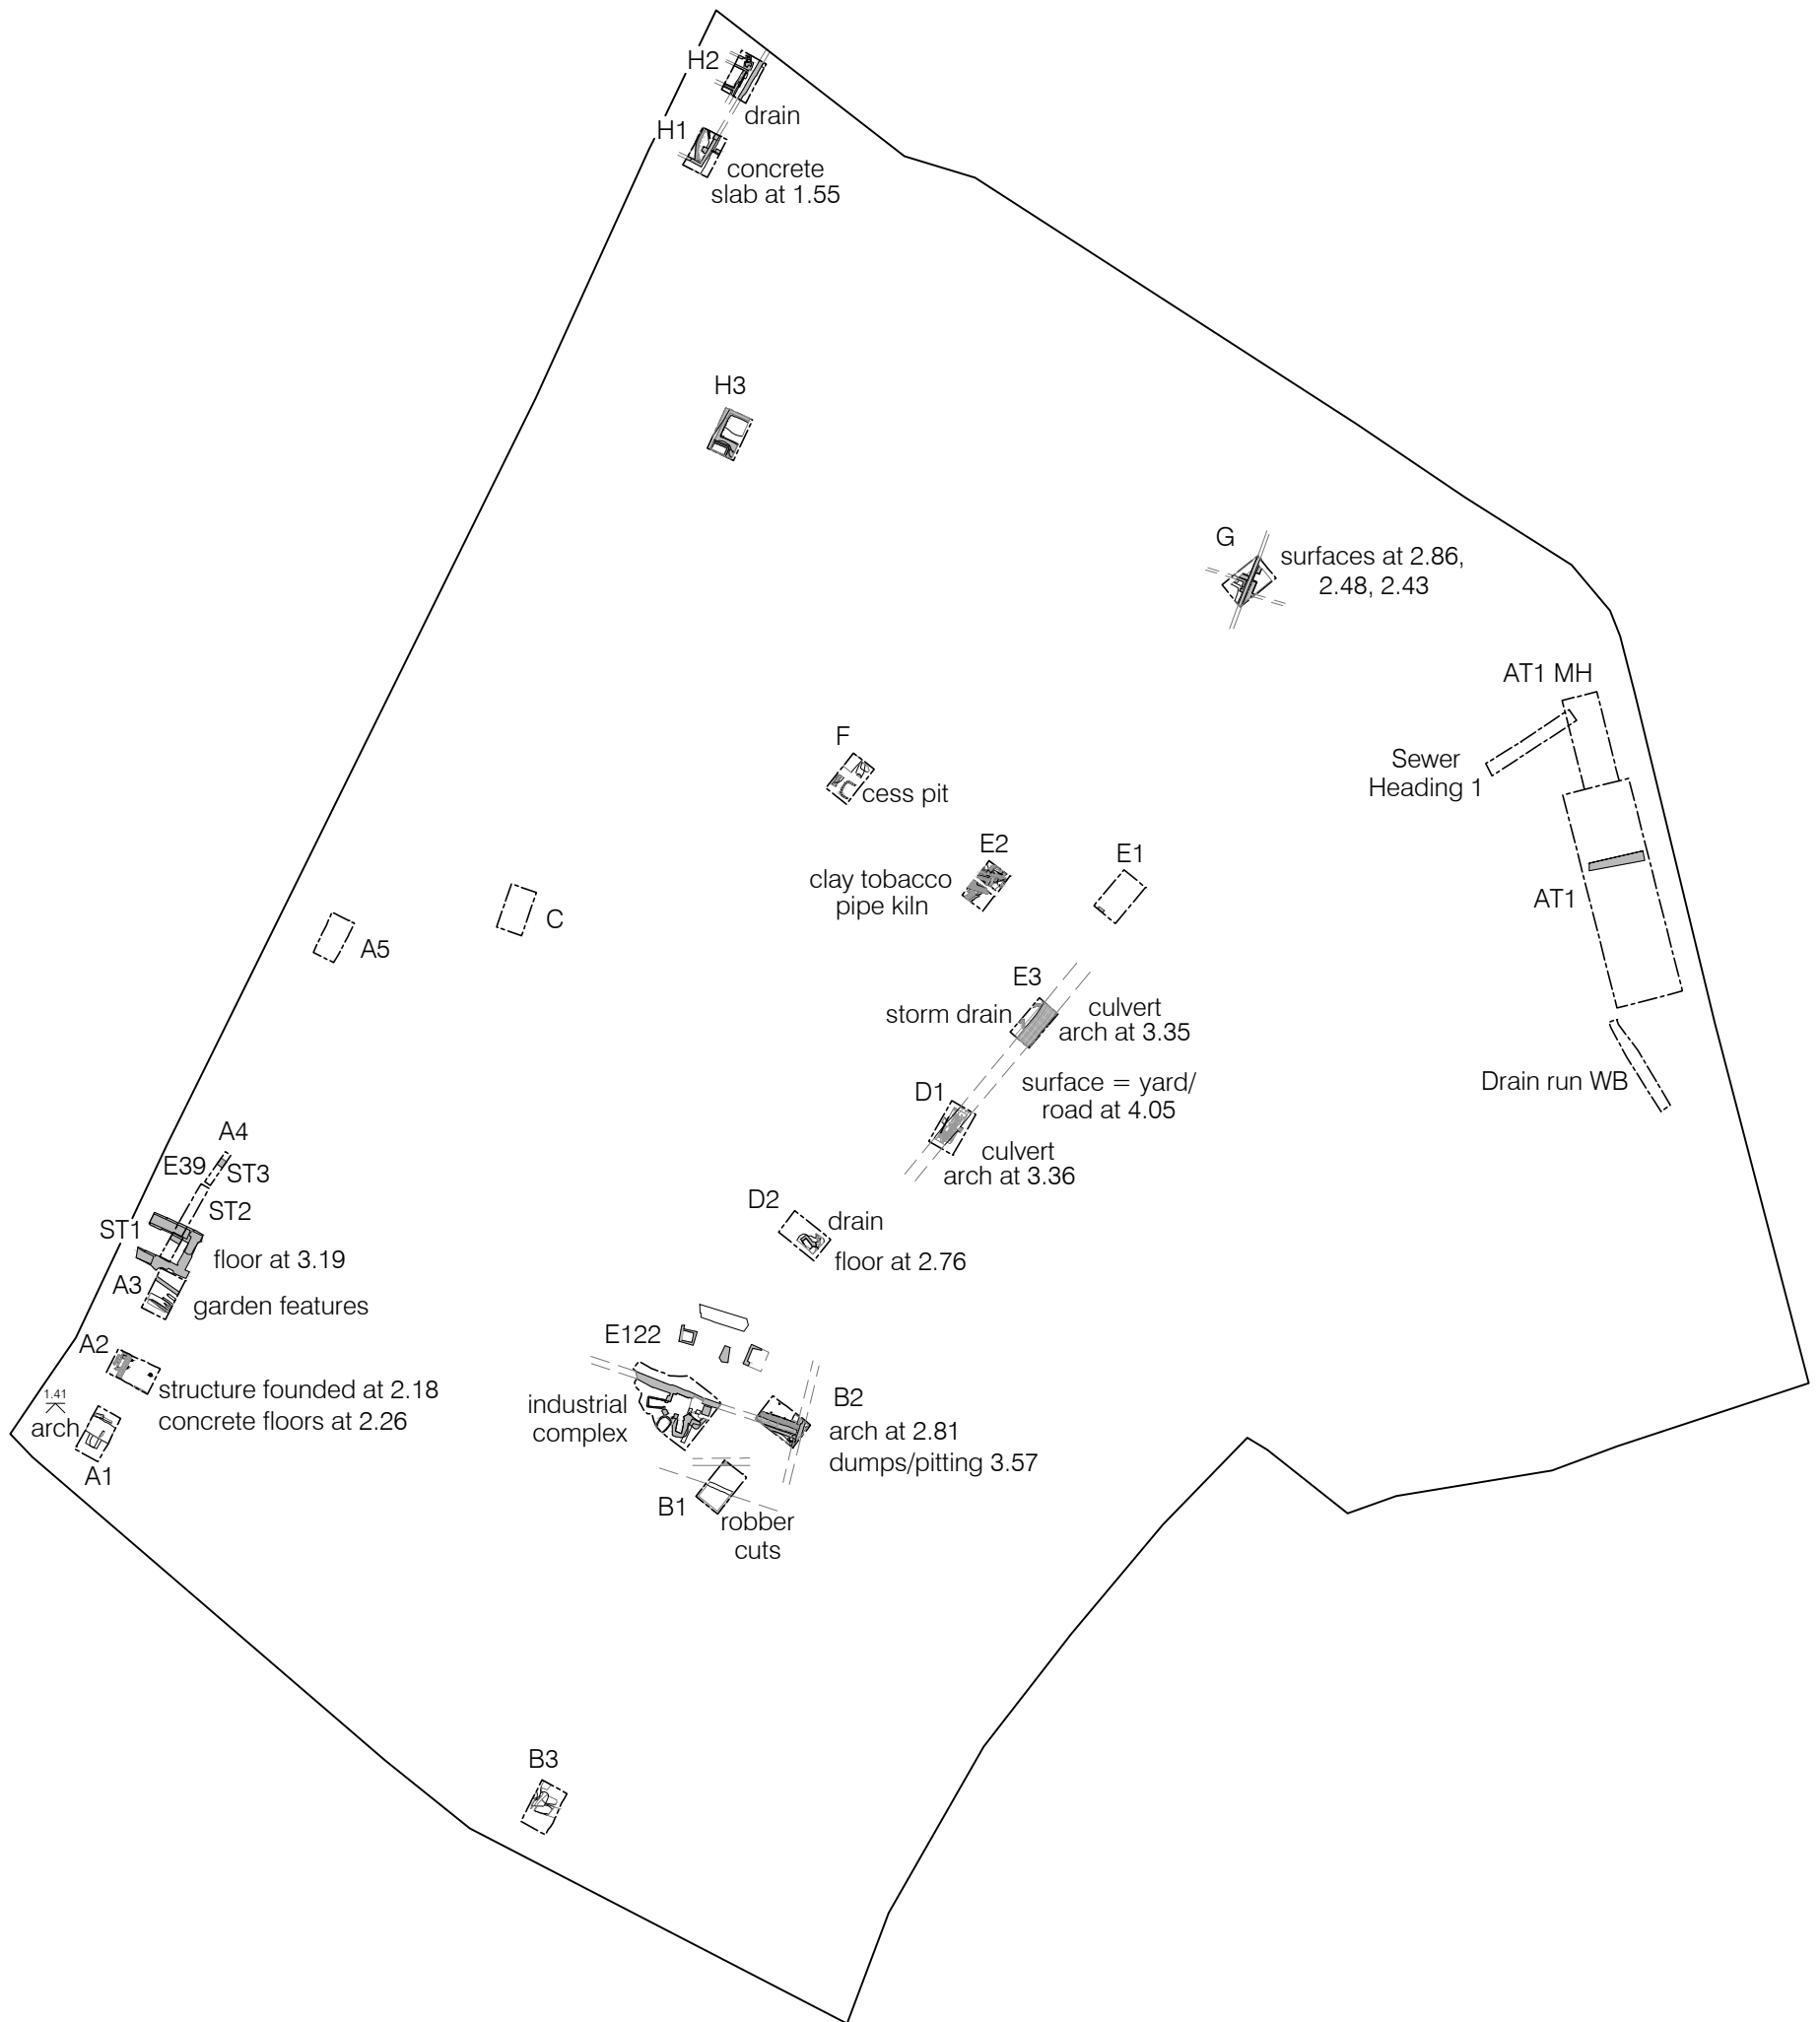 H2
drain
H1
concrete
slab at 1.55
H3
G
surfaces at 2.86,
2.48, 2.43
AT1 MH
Sewer
Heading 1
F
cess pit
E2
clay tobacco
pipe kiln
E1
AT1
C
A5
E3
storm drain
culvert
arch at 3.35
Drain run WB
D1
surface = yard/
road at 4.05
culvert
arch at 3.36
A4
E39
ST3
ST2
ST1
floor at 3.19
A3
garden features
D2
drain
floor at 2.76
A2
structure founded at 2.18
concrete floors at 2.26
1.41
arch
A1
E122
industrial
complex
B2
arch at 2.81
dumps/pitting 3.57
B1
robber
cuts
B3